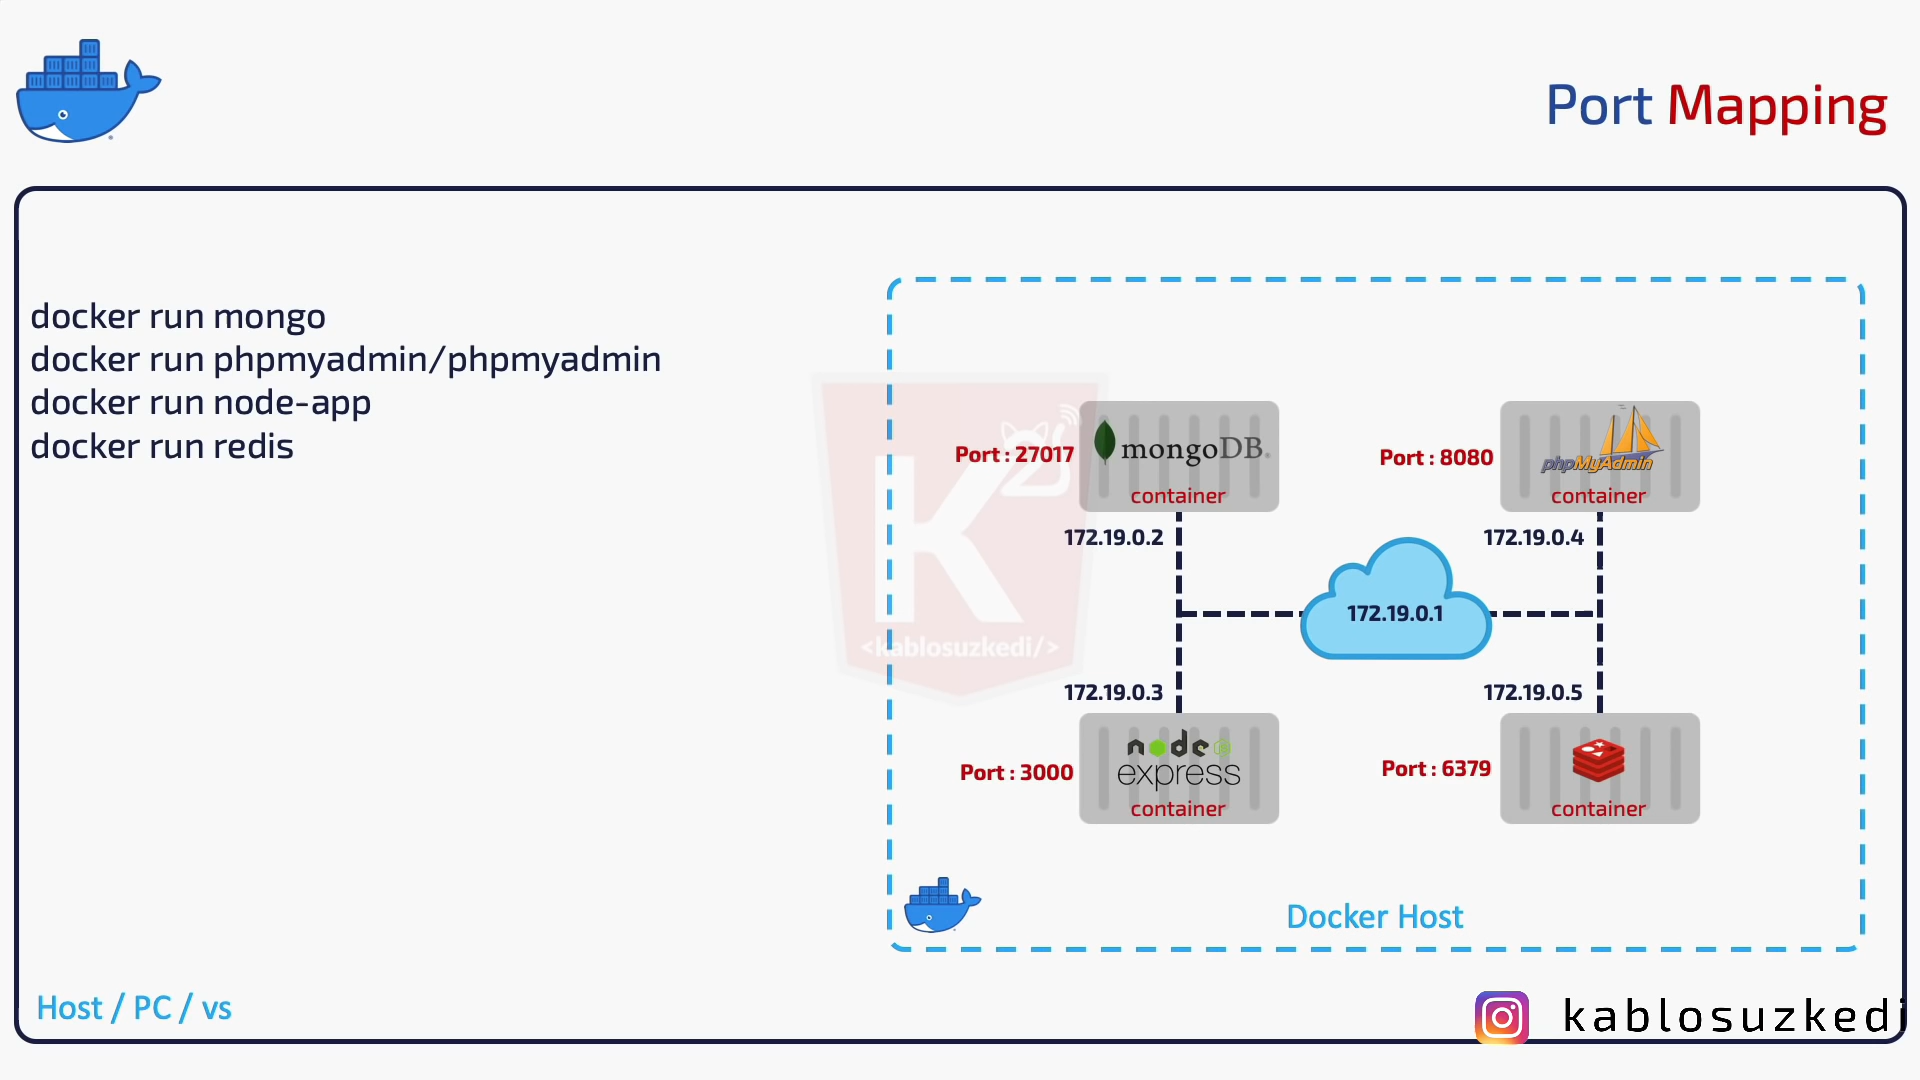 Port Mapping
docker run mongo
docker run phpmyadmin/phpmyadmin
docker run node-app
docker run redis
Port : 27017
mongoDB.
container
172.19.0.2
Port : 8080
phpMyAdmin
container
172.19.0.4
172.19.0.1
K
<kablosuzkedi/>
172.19.0.3
Port : 3000
node JS
express
container
172.19.0.5
Port : 6379
container
Docker Host
Host / PC / vs
kablosuzkedi